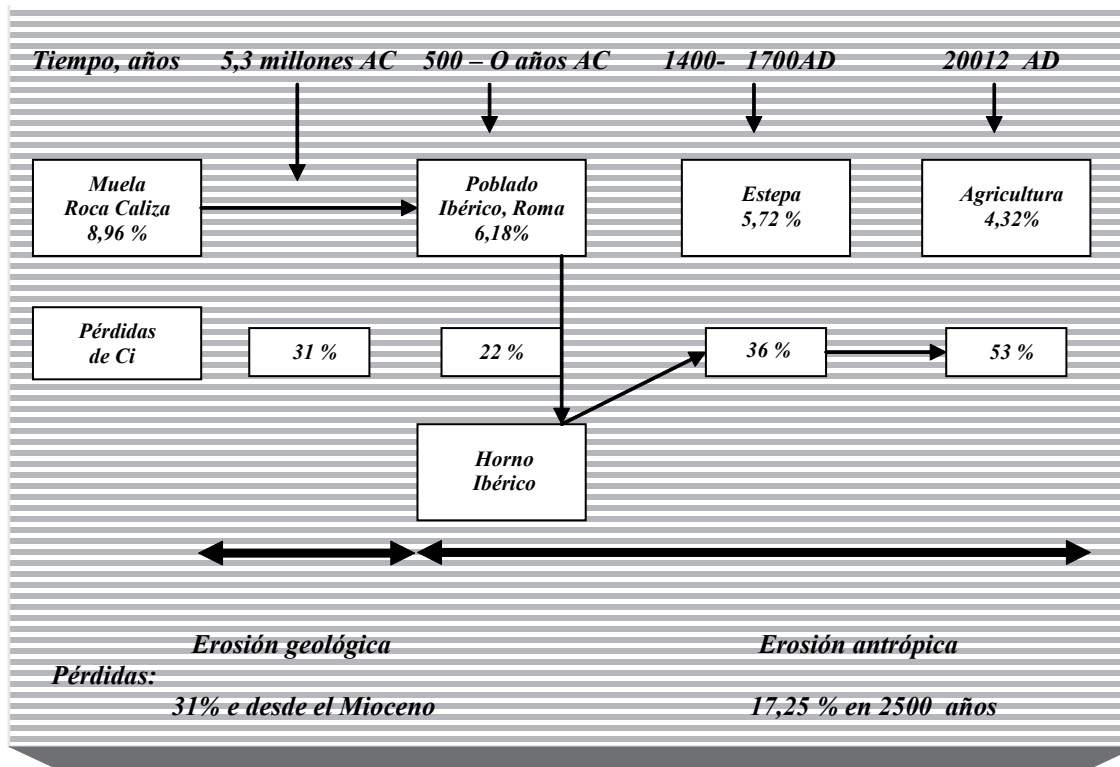 Tiempo, años 5,3 millones AC 500 – O años AC 1400- 1700AD 20012 AD
Muela
Roca Caliza
8,96 %
Poblado
Ibérico, Roma
6,18%
Estepa
5,72 %
Agricultura
4,32%
Pérdidas
de Ci
31 %
22 %
36 %
53 %
Horno
Ibérico
Erosión geológica Erosión antrópica
Pérdidas:
31% e desde el Mioceno 17,25 % en 2500 años